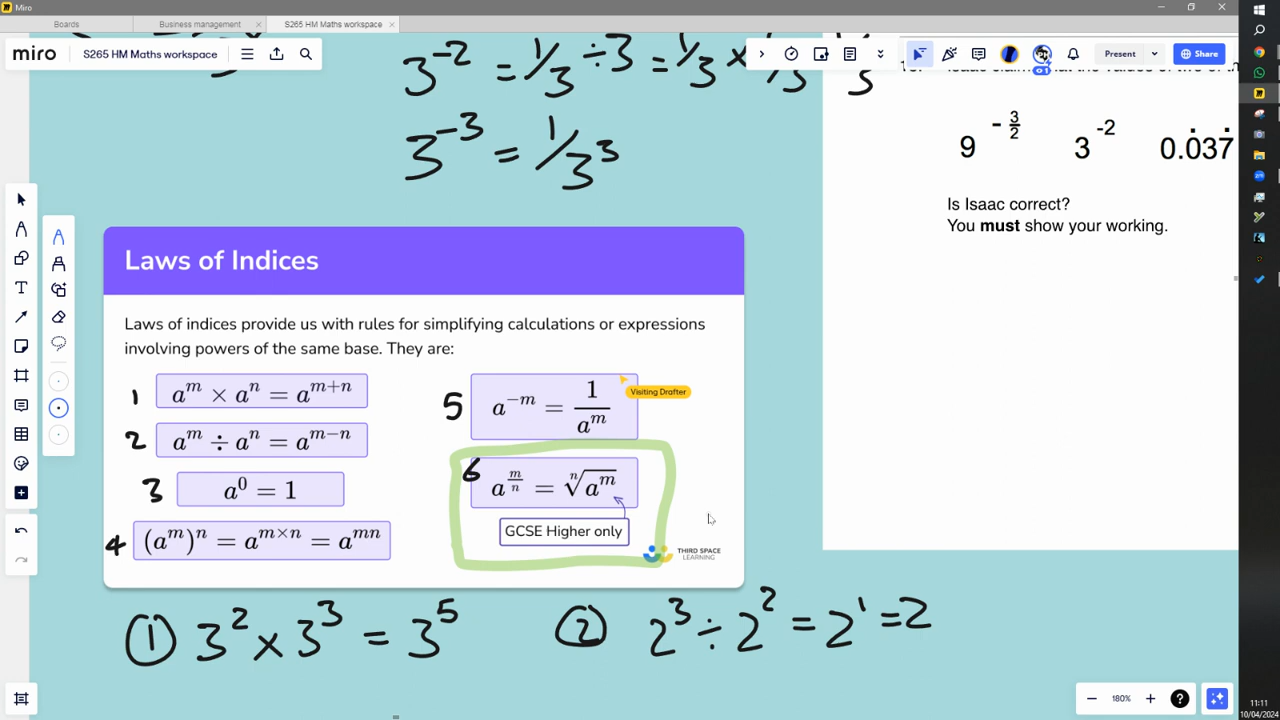 Miro
Boards
Business management
S265 HM Maths workspace
miro
S265 HM Maths workspace
Present
Share
3⁻² = 1/3 ÷ 3 = 1/3 ×
3⁻³ = 1/3³
9^(-3/2) 3⁻² 0.0̇37̇
Is Isaac correct?
You must show your working.
Laws of Indices
Laws of indices provide us with rules for simplifying calculations or expressions
involving powers of the same base. They are:
1 aᵐ × aⁿ = aᵐ⁺ⁿ
2 aᵐ ÷ aⁿ = aᵐ⁻ⁿ
3 a⁰ = 1
4 (aᵐ)ⁿ = aᵐ×ⁿ = aᵐⁿ
5 a⁻ᵐ = 1/aᵐ
Visiting Drafter
6 a^(m/n) = ⁿ√aᵐ
GCSE Higher only
THIRD SPACE
LEARNING
① 3² × 3³ = 3⁵
② 2³ ÷ 2² = 2¹ = 2
180%
11:11
10/04/2024